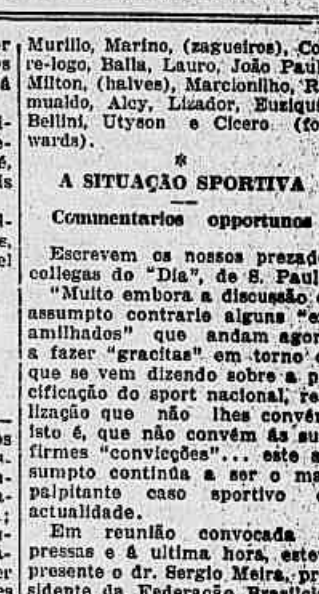 Murillo, Marino, (zagueiros), Co
re-logo, Balla, Lauro, João Paul
Milton, (halves), Marcionilho, R
mualdo, Alcy, Lizador, Euziqui
Bellini, Utyson e Cicero (fo
wards).
*
A SITUAÇÃO SPORTIVA
Commentarios opportunos
Escrevem os nossos prezado
collegas do "Dia", de S. Paul
"Muito embora a discussão
assumpto contrarie alguns "e
amilhados" que andam agor
a fazer "gracitas" em torno
que se vem dizendo sobre a p
cificação do sport nacional, re
lização que não lhes convé
isto é, que não convém ás su
firmes "convicções"... este a
sumpto continúa a ser o ma
palpitante caso sportivo
actualidade.
Em reunião convocada
pressas e á ultima hora, este
presente o dr. Sergio Meira, pr
sidente da Federação Brasilei